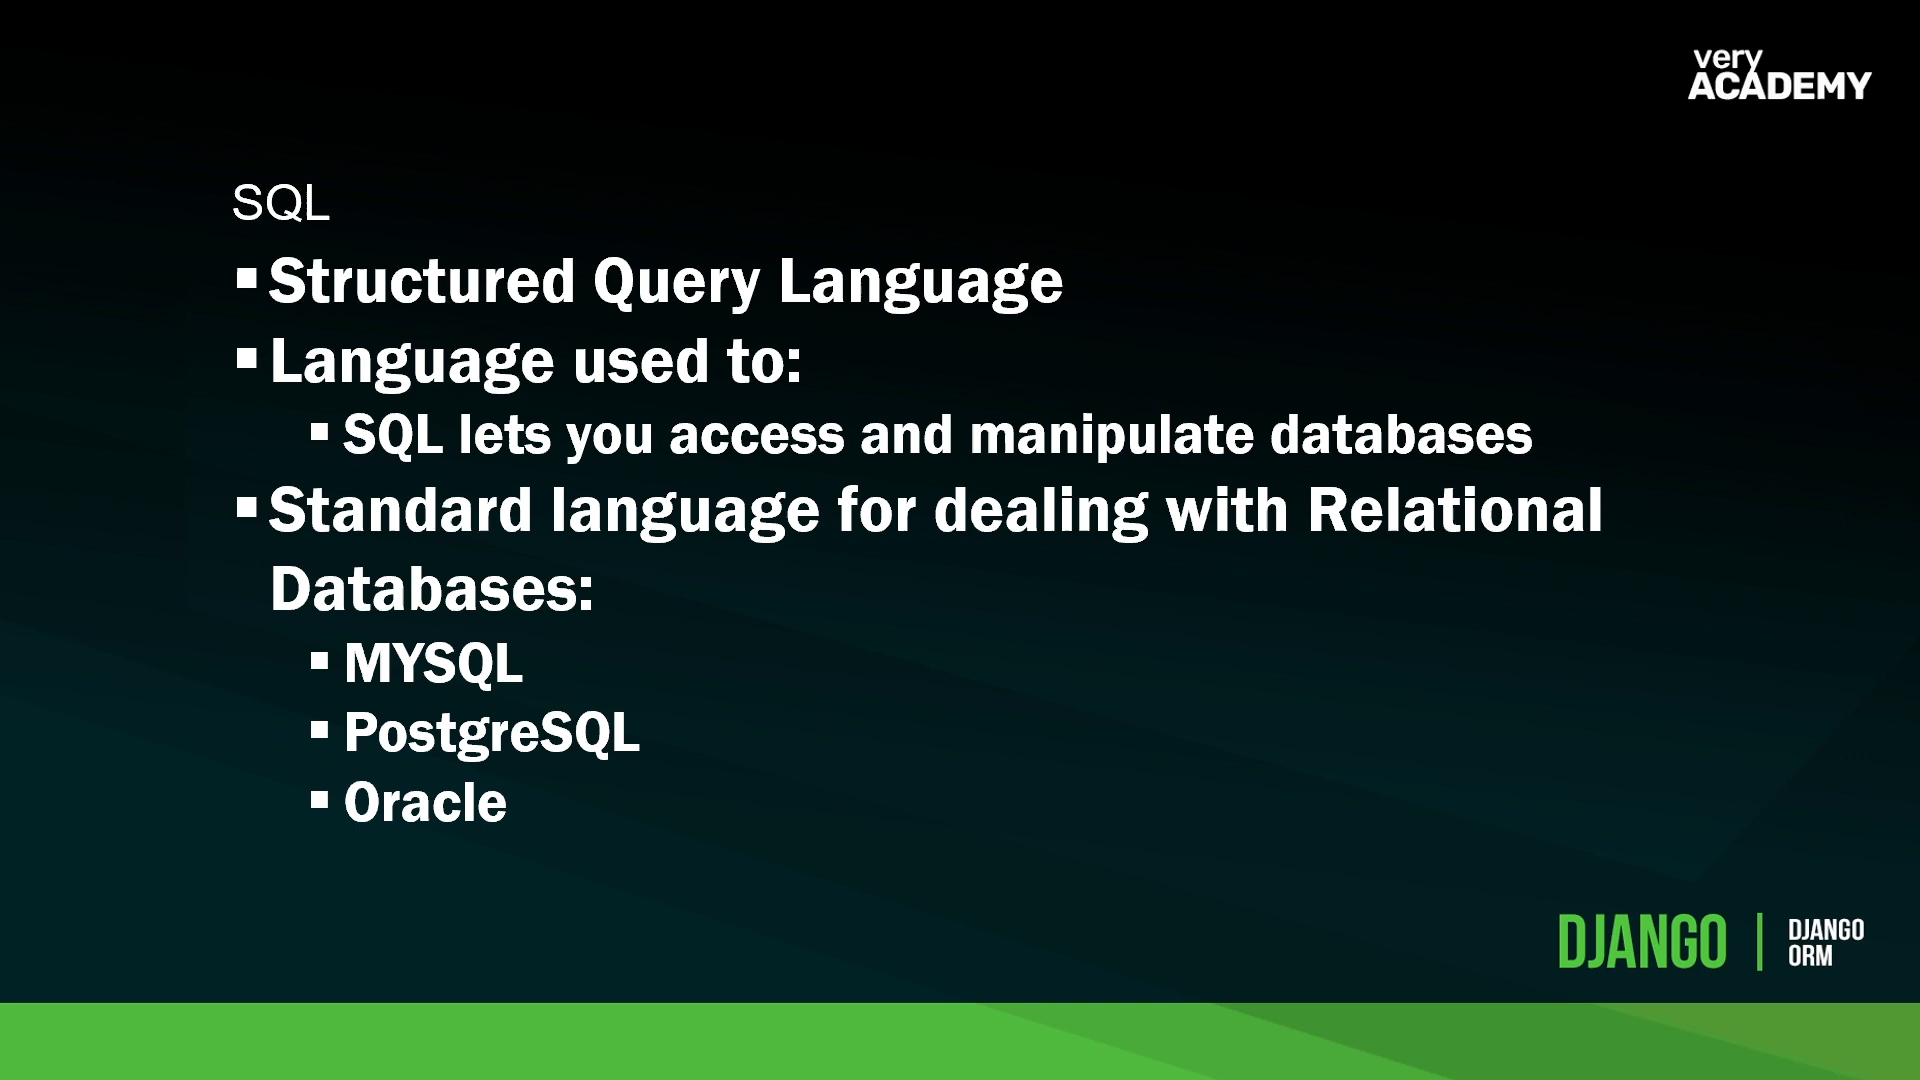 very
ACADEMY
SQL
▪ Structured Query Language
▪ Language used to:
▪ SQL lets you access and manipulate databases
▪ Standard language for dealing with Relational
Databases:
▪ MYSQL
▪ PostgreSQL
▪ Oracle
DJANGO | DJANGO
ORM